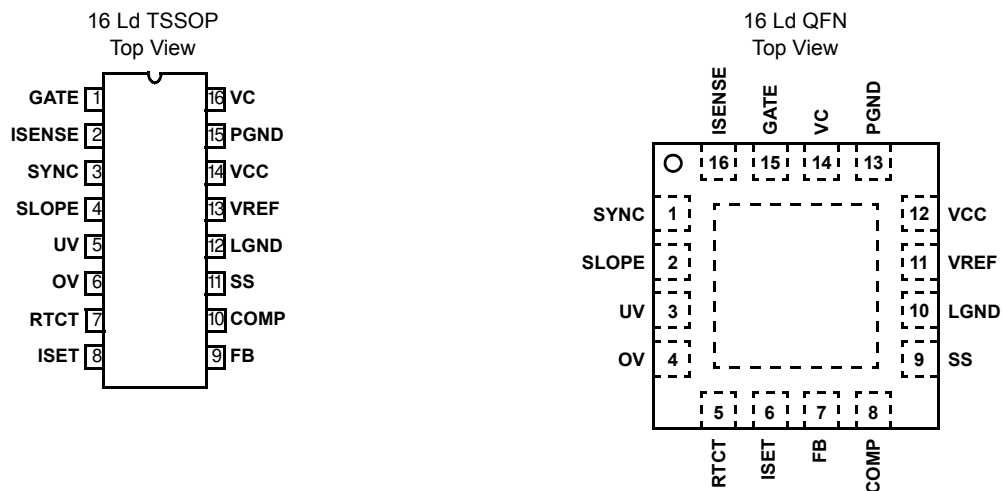 16 Ld TSSOP
Top View
GATE 1
16 VC
ISENSE 2
15 PGND
SYNC 3
14 VCC
SLOPE 4
13 VREF
UV 5
12 LGND
OV 6
11 SS
RTCT 7
10 COMP
ISET 8
9 FB
16 Ld QFN
Top View
ISENSE
GATE
VC
PGND
16
15
14
13
SYNC 1
12 VCC
SLOPE 2
11 VREF
UV 3
10 LGND
OV 4
9 SS
5
6
7
8
RTCT
ISET
FB
COMP